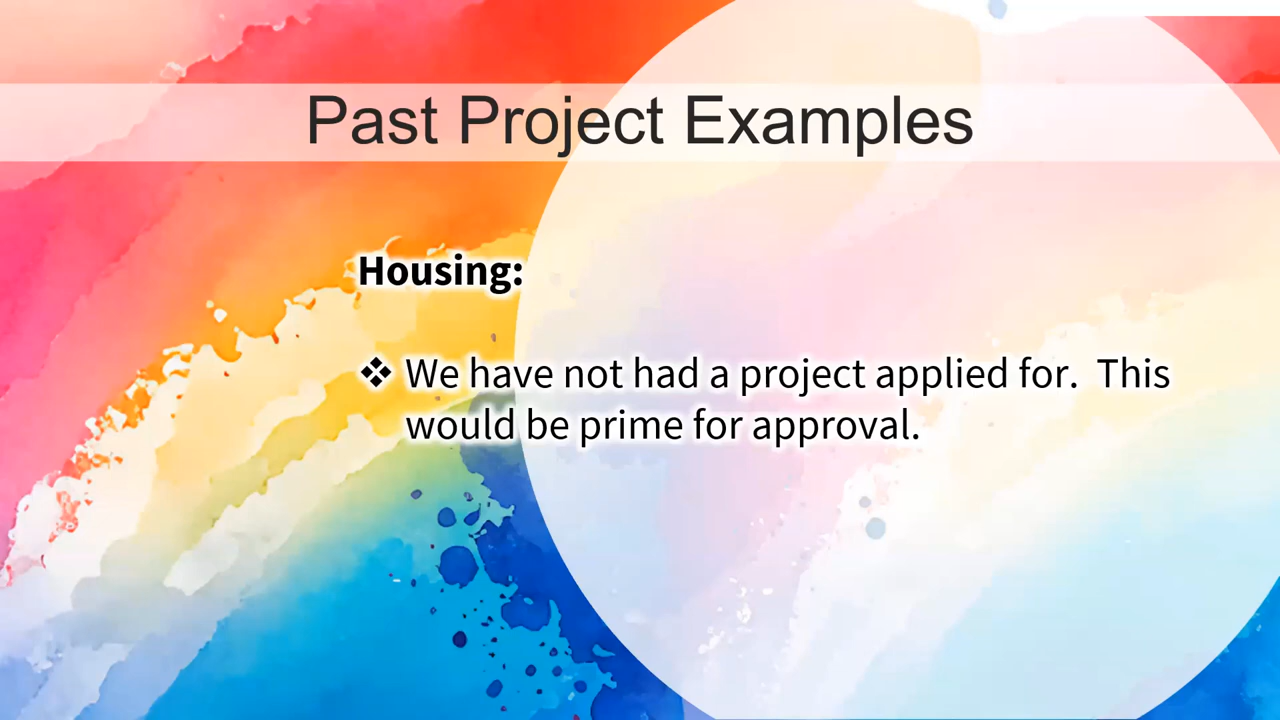 Past Project Examples
Housing:
❖ We have not had a project applied for.  This
would be prime for approval.